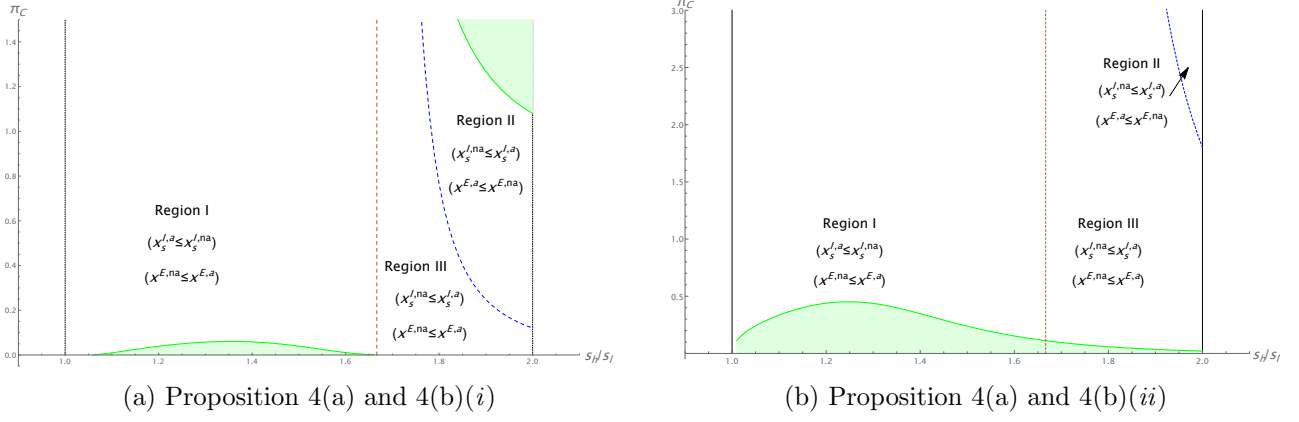 π_C
1.4
1.2
1.0
0.8
0.6
0.4
0.2
0.0
1.0
1.2
1.4
1.6
1.8
2.0
s_h/s_l
Region I
(x_s^{I,a}≤x_s^{I,na})
(x^{E,na}≤x^{E,a})
Region II
(x_s^{I,na}≤x_s^{I,a})
(x^{E,a}≤x^{E,na})
Region III
(x_s^{I,na}≤x_s^{I,a})
(x^{E,na}≤x^{E,a})
(a) Proposition 4(a) and 4(b)(i)
π_C
3.0
2.5
2.0
1.5
1.0
0.5
1.0
1.2
1.4
1.6
1.8
2.0
s_h/s_l
Region II
(x_s^{I,na}≤x_s^{I,a})
(x^{E,a}≤x^{E,na})
Region I
(x_s^{I,a}≤x_s^{I,na})
(x^{E,na}≤x^{E,a})
Region III
(x_s^{I,na}≤x_s^{I,a})
(x^{E,na}≤x^{E,a})
(b) Proposition 4(a) and 4(b)(ii)